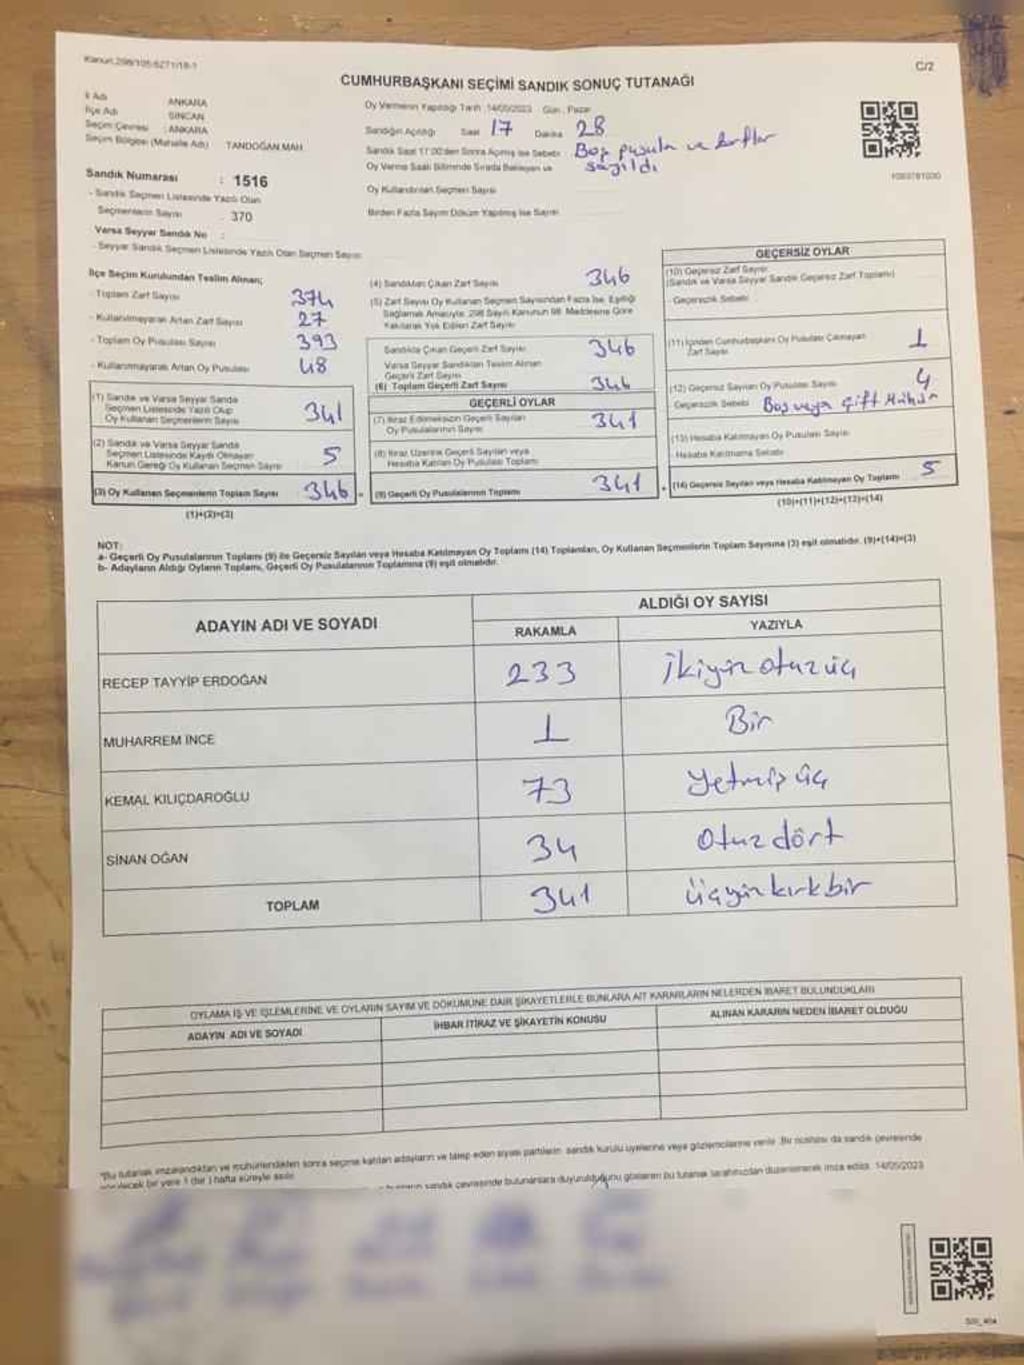 Kanun:298/105-6271/18-1
C/2
CUMHURBAŞKANI SEÇİMİ SANDIK SONUÇ TUTANAĞI
İl Adı ANKARA
İlçe Adı SİNCAN
Seçim Çevresi : ANKARA
Seçim Bölgesi (Mahalle Adı) TANDOĞAN MAH.
Sandık Numarası : 1516
- Sandık Seçmen Listesinde Yazılı Olan
Seçmenlerin Sayısı 370
Varsa Seyyar Sandık No :
- Seyyar Sandık Seçmen Listesinde Yazılı Olan Seçmen Sayısı
Oy Vermenin Yapıldığı Tarih :14/05/2023 Gün : Pazar
Sandığın Açıldığı Saat 17 Dakika 28
Sandık Saat 17:00'den Sonra Açılmış İse Sebebi: Boş pusula ve zarflar
sayıldı
Oy Verme Saati Bitiminde Sırada Bekleyen ve
Oy Kullandırılan Seçmen Sayısı
Birden Fazla Sayım Döküm Yapılmış İse Sayısı
İlçe Seçim Kurulundan Teslim Alınan;
- Toplam Zarf Sayısı 374
- Kullanılmayarak Artan Zarf Sayısı 27
- Toplam Oy Pusulası Sayısı 393
- Kullanılmayarak Artan Oy Pusulası 48
(1) Sandık ve Varsa Seyyar Sandık
Seçmen Listesinde Yazılı Olup
Oy Kullanan Seçmenlerin Sayısı 341
(2) Sandık ve Varsa Seyyar Sandık
Seçmen Listesinde Kayıtlı Olmayan
Kanun Gereği Oy Kullanan Seçmen Sayısı 5
(3) Oy Kullanan Seçmenlerin Toplam Sayısı 346
(1)+(2)=(3)
(4) Sandıktan Çıkan Zarf Sayısı 346
(5) Zarf Sayısı Oy Kullanan Seçmen Sayısından Fazla İse, Eşitliği
Sağlamak Amacıyla, 298 Sayılı Kanunun 98. Maddesine Göre
Yakılarak Yok Edilen Zarf Sayısı
Sandıkta Çıkan Geçerli Zarf Sayısı 346
Varsa Seyyar Sandıktan Teslim Alınan
Geçerli Zarf Sayısı
(6) Toplam Geçerli Zarf Sayısı 346
GEÇERLİ OYLAR
(7) İtiraz Edilmeksizin Geçerli Sayılan
Oy Pusulalarının Sayısı 341
(8) İtiraz Üzerine Geçerli Sayılan veya
Hesaba Katılan Oy Pusulası Toplamı
(9) Geçerli Oy Pusulalarının Toplamı 341
GEÇERSİZ OYLAR
(10) Geçersiz Zarf Sayısı
(Sandık ve Varsa Seyyar Sandık Geçersiz Zarf Toplamı)
- Geçersizlik Sebebi :
(11) İçinden Cumhurbaşkanı Oy Pusulası Çıkmayan
Zarf Sayısı 1
(12) Geçersiz Sayılan Oy Pusulası Sayısı 4
Geçersizlik Sebebi : Boş veya Çift Mühür
(13) Hesaba Katılmayan Oy Pusulası Sayısı
- Hesaba Katılmama Sebebi :
(14) Geçersiz Sayılan veya Hesaba Katılmayan Oy Toplamı 5
(10)+(11)+(12)+(13)=(14)
NOT:
a- Geçerli Oy Pusulalarının Toplamı (9) ile Geçersiz Sayılan veya Hesaba Katılmayan Oy Toplamı (14) Toplamları, Oy Kullanan Seçmenlerin Toplam Sayısına (3) eşit olmalıdır. (9)+(14)=(3)
b- Adayların Aldığı Oyların Toplamı, Geçerli Oy Pusulalarının Toplamına (9) eşit olmalıdır.
ADAYIN ADI VE SOYADI
ALDIĞI OY SAYISI
RAKAMLA YAZIYLA
RECEP TAYYİP ERDOĞAN 233 İkiyüz otuz üç
MUHARREM İNCE 1 Bir
KEMAL KILIÇDAROĞLU 73 Yetmiş üç
SİNAN OĞAN 34 Otuz dört
TOPLAM 341 Üçyüz kırk bir
OYLAMA İŞ VE İŞLEMLERİNE VE OYLARIN SAYIM VE DÖKÜMÜNE DAİR ŞİKAYETLERLE BUNLARA AİT KARARLARIN NELERDEN İBARET BULUNDUKLARI
ADAYIN ADI VE SOYADI İHBAR İTİRAZ VE ŞİKAYETİN KONUSU ALINAN KARARIN NEDEN İBARET OLDUĞU
"Bu tutanak imzalandıktan ve mühürlendikten sonra seçime katılan adayların ve talep eden siyasi partilerin sandık kurulu üyelerine veya gözlemcilerine verilir. Bir nüshası da sandık çevresinde
görülecek bir yere 1 (bir) hafta süreyle asılır.
sandık çevresinde bulunanlara duyurulduğunu gösteren bu tutanak tarafımızdan düzenlenerek imza edildi. 14/05/2023